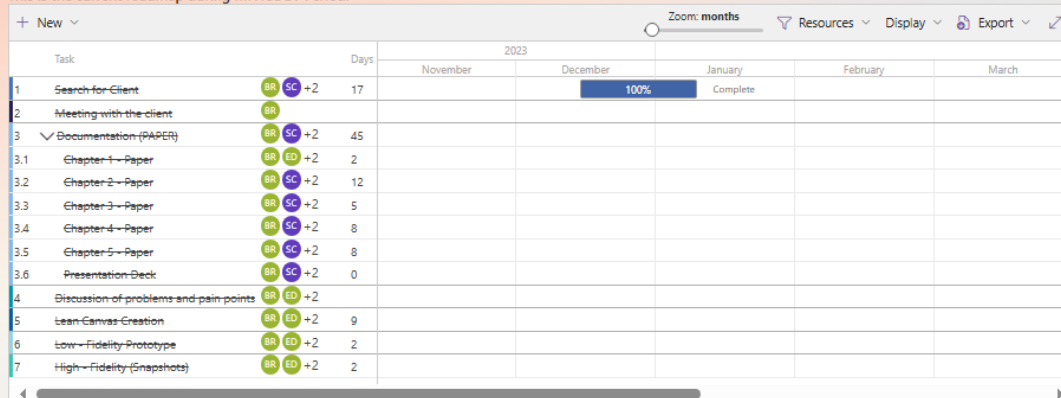 This is the current roadmap during
+ New Zoom: months Resources Display Export
Task Days 2023
November December January February March
1 Search for Client BR SC +2 17 100% Complete
2 Meeting with the client BR
3 Documentation (PAPER) BR SC +2 45
3.1 Chapter 1 - Paper BR ED +2 2
3.2 Chapter 2 - Paper BR SC +2 12
3.3 Chapter 3 - Paper BR SC +2 5
3.4 Chapter 4 - Paper BR SC +2 8
3.5 Chapter 5 - Paper BR SC +2 8
3.6 Presentation Deck BR SC +2 0
4 Discussion of problems and pain points BR ED +2
5 Lean Canvas Creation BR ED +2 9
6 Low - Fidelity Prototype BR ED +2 2
7 High - Fidelity (Snapshots) BR ED +2 2